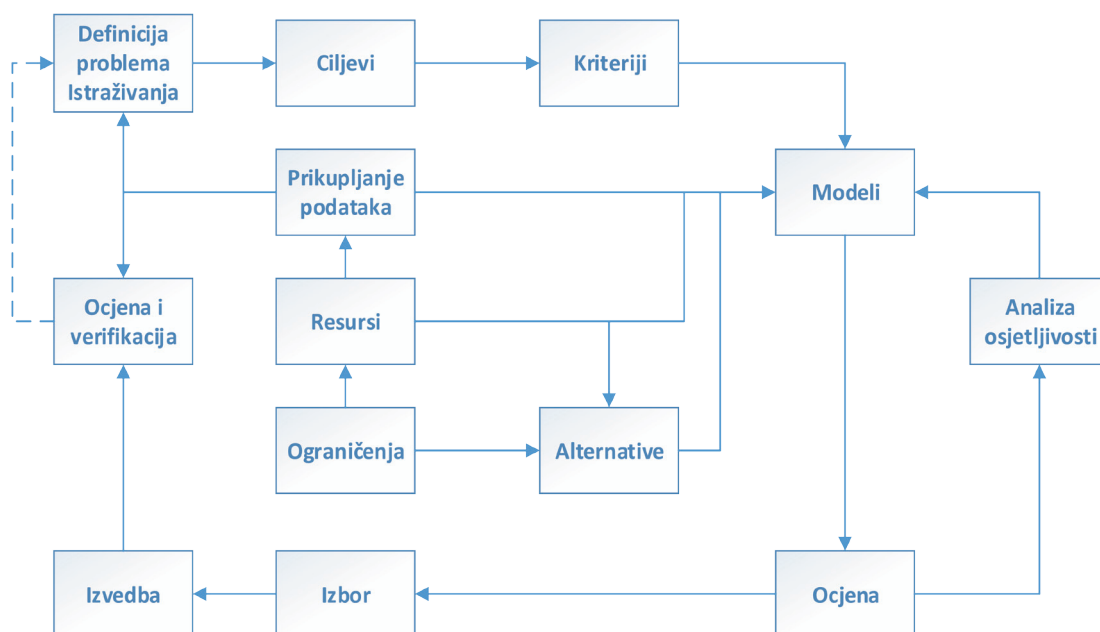 Definicija
problema
Istraživanja
Ciljevi
Kriteriji
Prikupljanje
podataka
Modeli
Ocjena i
verifikacija
Resursi
Analiza
osjetljivosti
Ograničenja
Alternative
Izvedba
Izbor
Ocjena